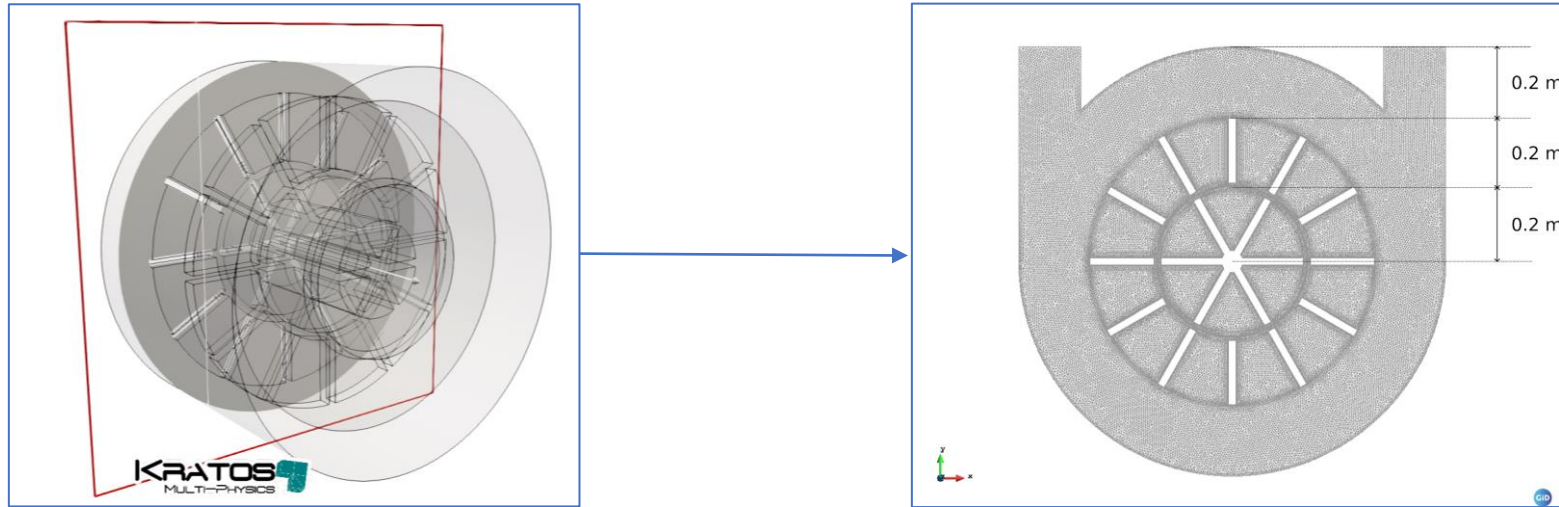 KRATOS
MULTI-PHYSICS
0.2 m
0.2 m
0.2 m
y
x
GiD